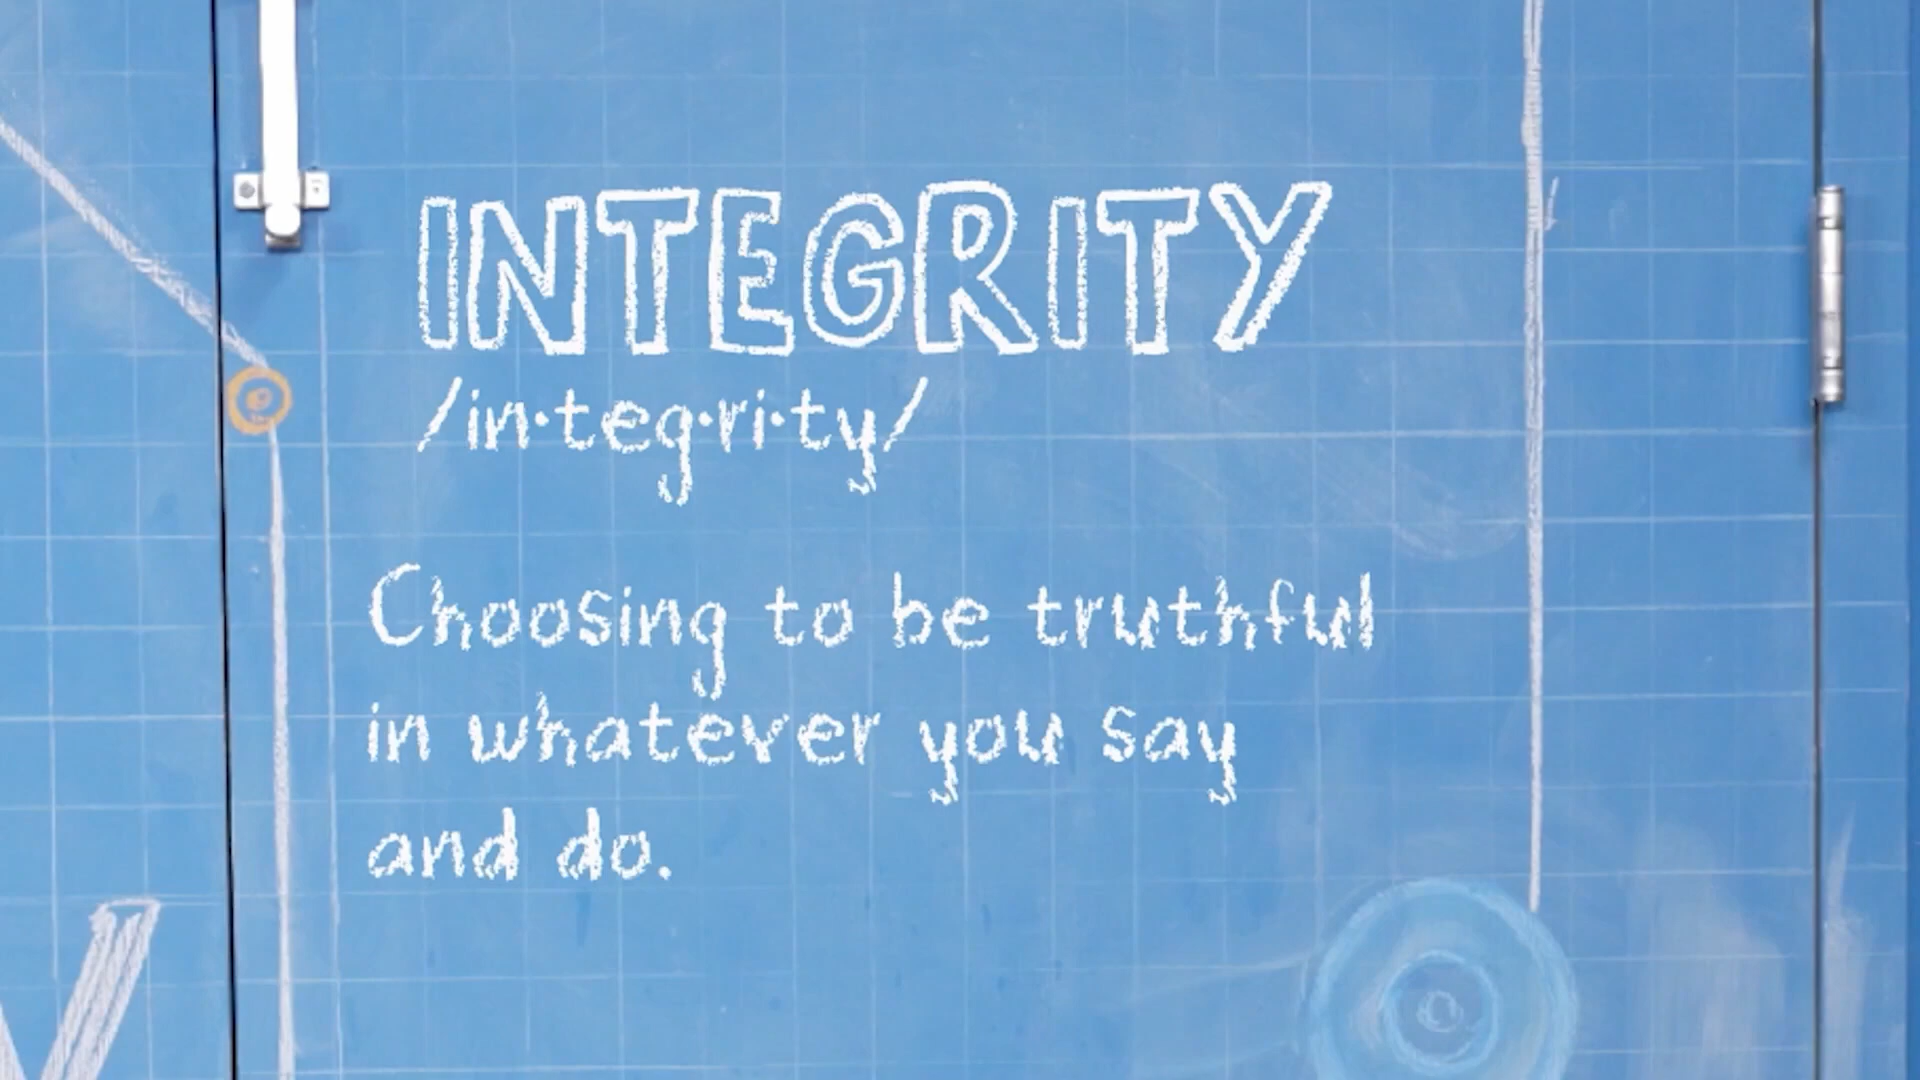 INTEGRITY
/in·teg·ri·ty/
Choosing to be truthful
in whatever you say
and do.